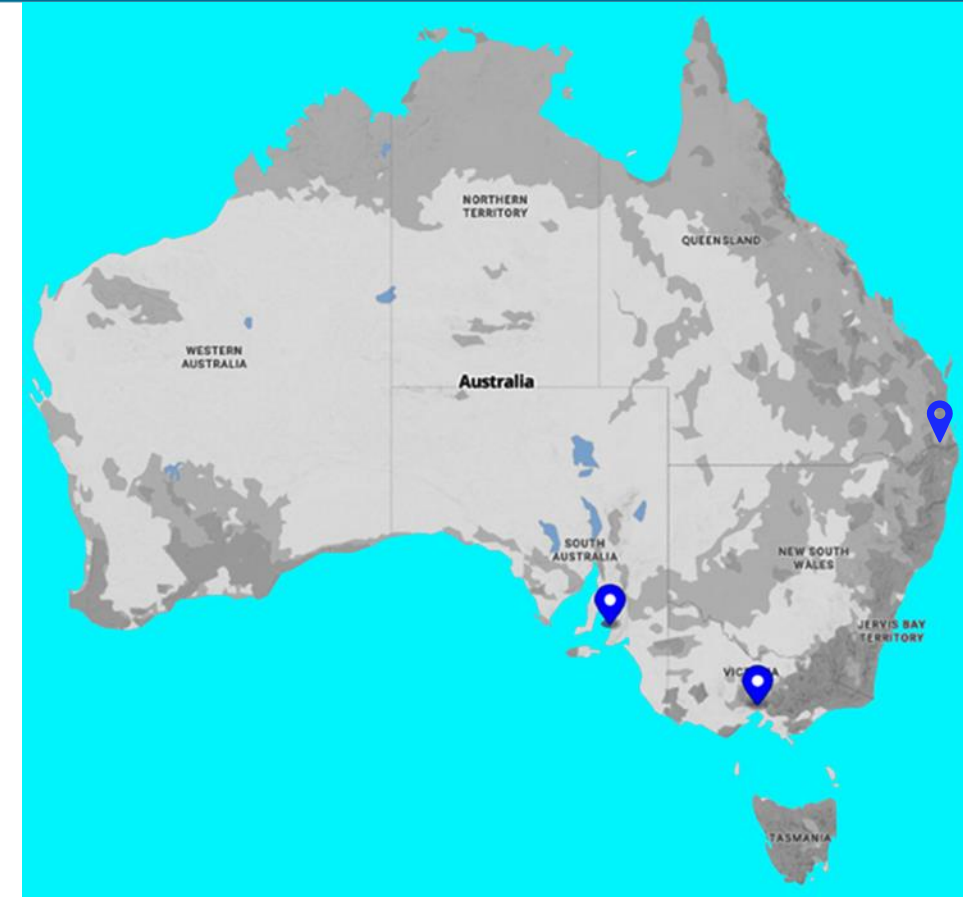 NORTHERN
TERRITORY
QUEENSLAND
WESTERN
AUSTRALIA
Australia
SOUTH
AUSTRALIA
NEW SOUTH
WALES
JERVIS BAY
TERRITORY
TASMANIA